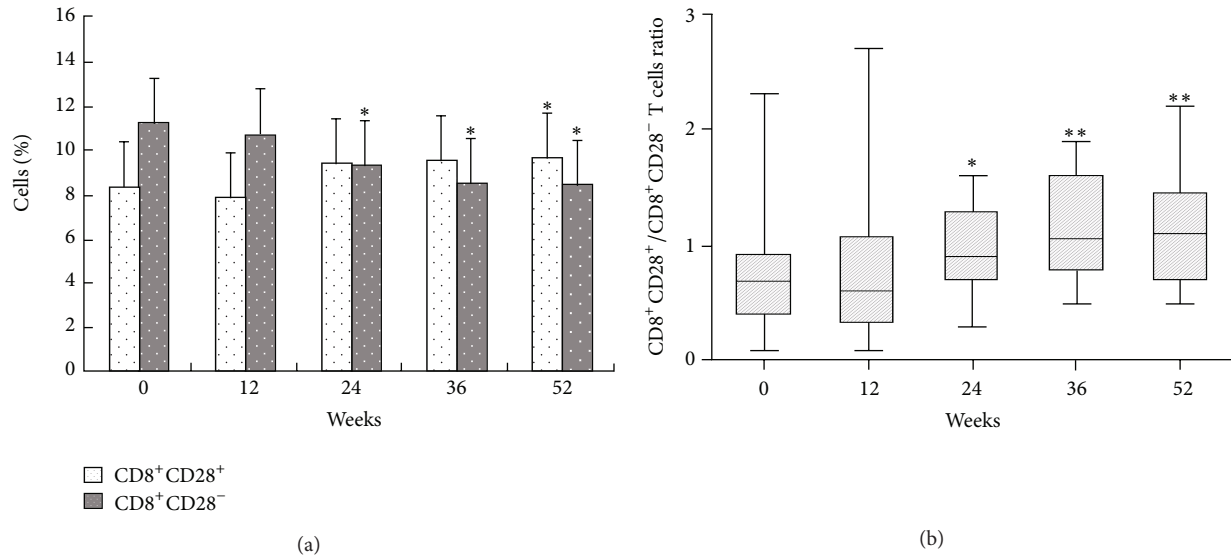 16
14
12
10
8
6
4
2
0
Cells (%)
*
*
*
*
0 12 24 36 52
Weeks
CD8⁺CD28⁺
CD8⁺CD28⁻
(a)
3
2
1
0
CD8⁺CD28⁺/CD8⁺CD28⁻ T cells ratio
*
**
**
0 12 24 36 52
Weeks
(b)